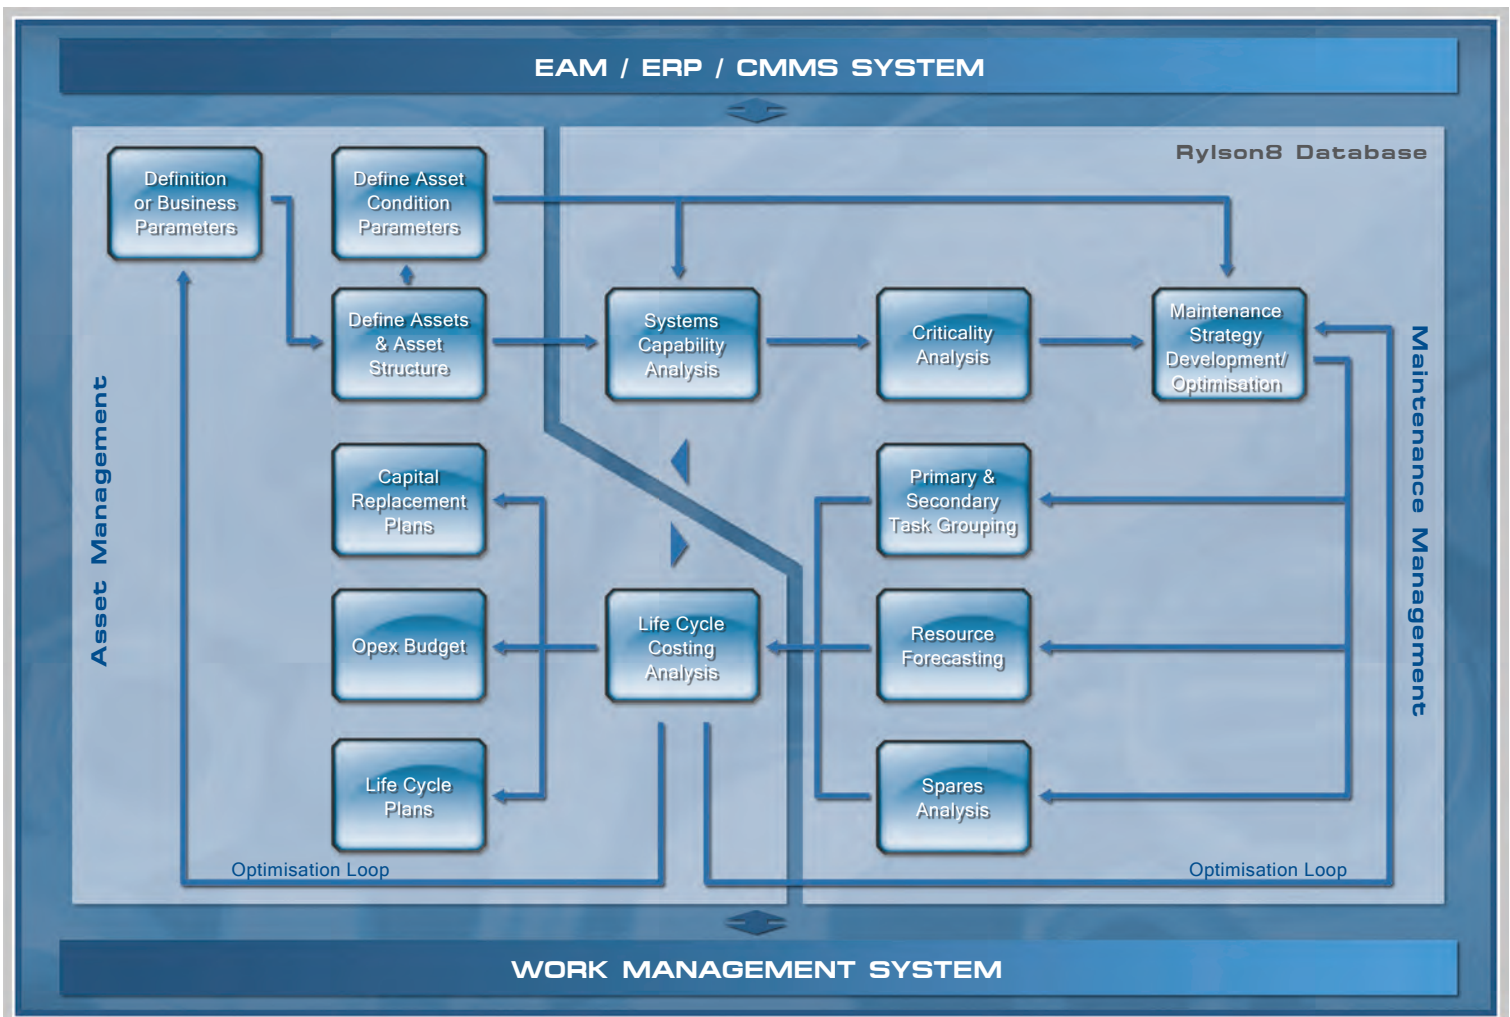 EAM / ERP / CMMS SYSTEM
Rylson8 Database
Definition
or Business
Parameters
Define Asset
Condition
Parameters
Define Assets
& Asset
Structure
Systems
Capability
Analysis
Criticality
Analysis
Maintenance
Strategy
Development/
Optimisation
Asset Management
Maintenance Management
Capital
Replacement
Plans
Primary &
Secondary
Task Grouping
Opex Budget
Life Cycle
Costing
Analysis
Resource
Forecasting
Life Cycle
Plans
Spares
Analysis
Optimisation Loop
Optimisation Loop
WORK MANAGEMENT SYSTEM